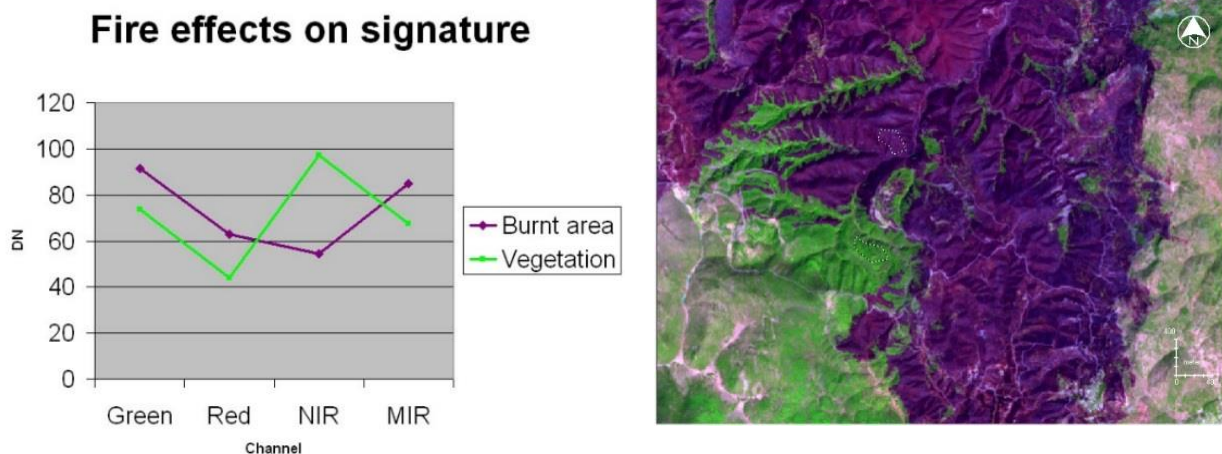 Fire effects on signature
120
100
80
60
40
20
0
DN
Green Red NIR MIR
Channel
Burnt area
Vegetation
N